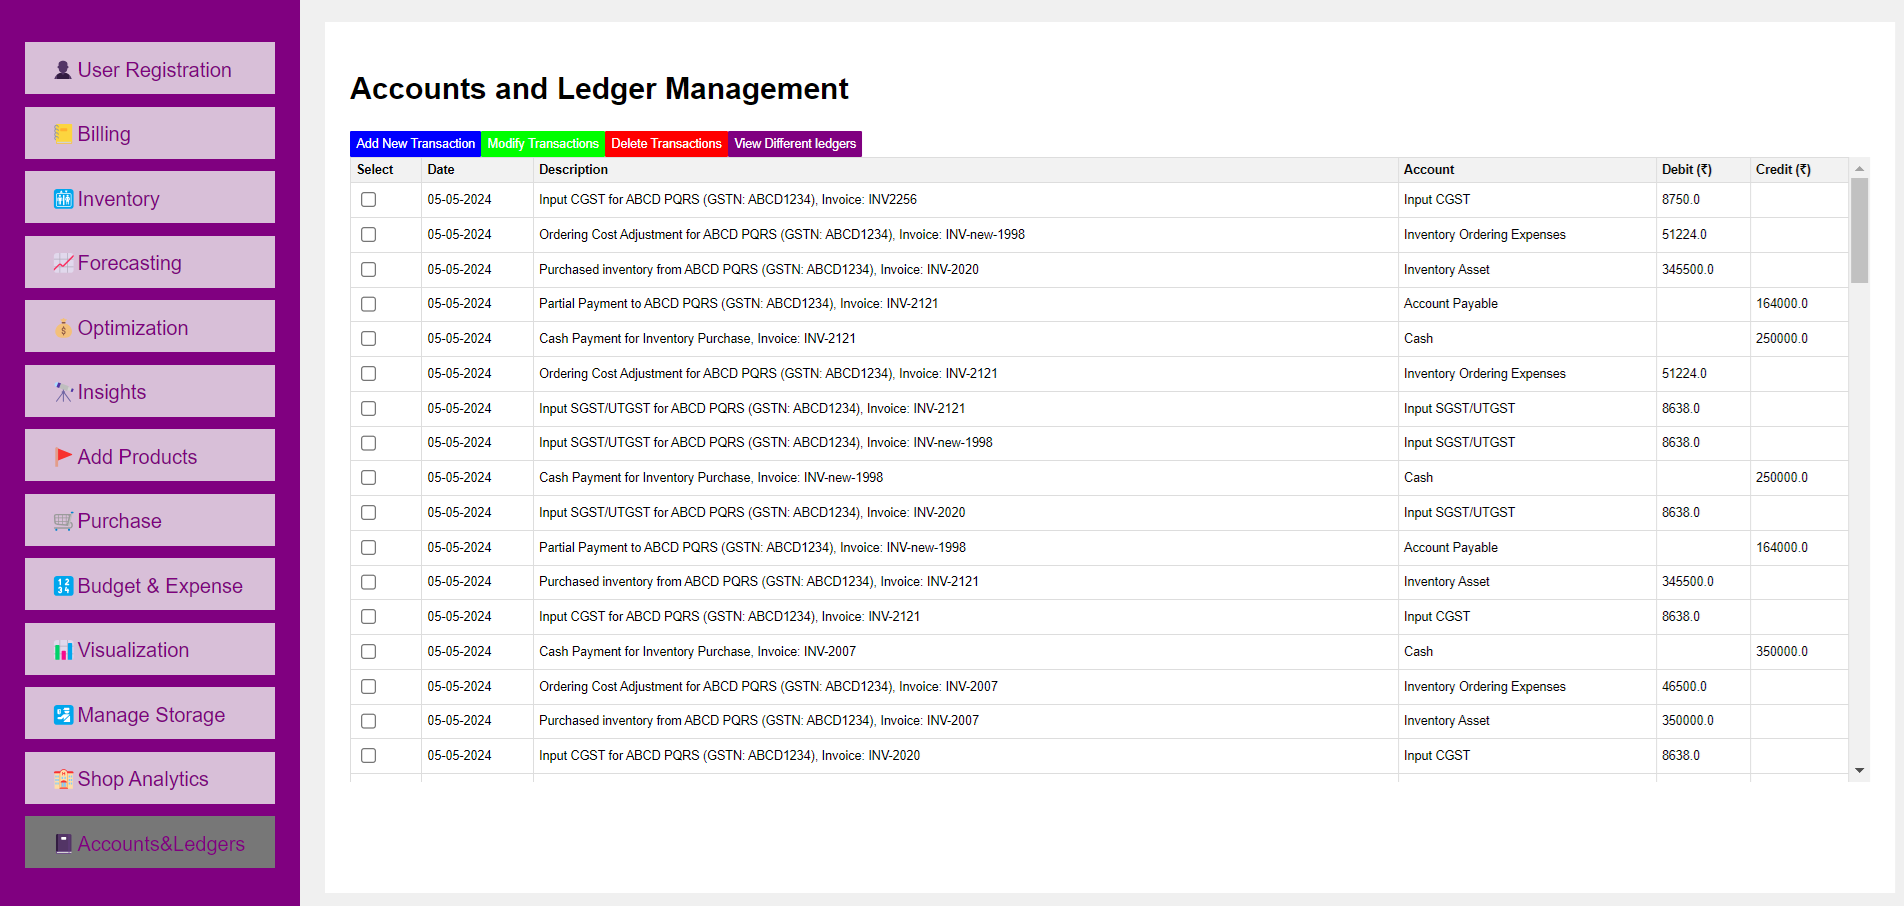 User Registration
Billing
Inventory
Forecasting
Optimization
Insights
Add Products
Purchase
Budget & Expense
Visualization
Manage Storage
Shop Analytics
Accounts&Ledgers
Accounts and Ledger Management
Add New Transaction Modify Transactions Delete Transactions View Different ledgers
Select Date Description Account Debit (₹) Credit (₹)
05-05-2024 Input CGST for ABCD PQRS (GSTN: ABCD1234), Invoice: INV2256 Input CGST 8750.0
05-05-2024 Ordering Cost Adjustment for ABCD PQRS (GSTN: ABCD1234), Invoice: INV-new-1998 Inventory Ordering Expenses 51224.0
05-05-2024 Purchased inventory from ABCD PQRS (GSTN: ABCD1234), Invoice: INV-2020 Inventory Asset 345500.0
05-05-2024 Partial Payment to ABCD PQRS (GSTN: ABCD1234), Invoice: INV-2121 Account Payable 164000.0
05-05-2024 Cash Payment for Inventory Purchase, Invoice: INV-2121 Cash 250000.0
05-05-2024 Ordering Cost Adjustment for ABCD PQRS (GSTN: ABCD1234), Invoice: INV-2121 Inventory Ordering Expenses 51224.0
05-05-2024 Input SGST/UTGST for ABCD PQRS (GSTN: ABCD1234), Invoice: INV-2121 Input SGST/UTGST 8638.0
05-05-2024 Input SGST/UTGST for ABCD PQRS (GSTN: ABCD1234), Invoice: INV-new-1998 Input SGST/UTGST 8638.0
05-05-2024 Cash Payment for Inventory Purchase, Invoice: INV-new-1998 Cash 250000.0
05-05-2024 Input SGST/UTGST for ABCD PQRS (GSTN: ABCD1234), Invoice: INV-2020 Input SGST/UTGST 8638.0
05-05-2024 Partial Payment to ABCD PQRS (GSTN: ABCD1234), Invoice: INV-new-1998 Account Payable 164000.0
05-05-2024 Purchased inventory from ABCD PQRS (GSTN: ABCD1234), Invoice: INV-2121 Inventory Asset 345500.0
05-05-2024 Input CGST for ABCD PQRS (GSTN: ABCD1234), Invoice: INV-2121 Input CGST 8638.0
05-05-2024 Cash Payment for Inventory Purchase, Invoice: INV-2007 Cash 350000.0
05-05-2024 Ordering Cost Adjustment for ABCD PQRS (GSTN: ABCD1234), Invoice: INV-2007 Inventory Ordering Expenses 46500.0
05-05-2024 Purchased inventory from ABCD PQRS (GSTN: ABCD1234), Invoice: INV-2007 Inventory Asset 350000.0
05-05-2024 Input CGST for ABCD PQRS (GSTN: ABCD1234), Invoice: INV-2020 Input CGST 8638.0